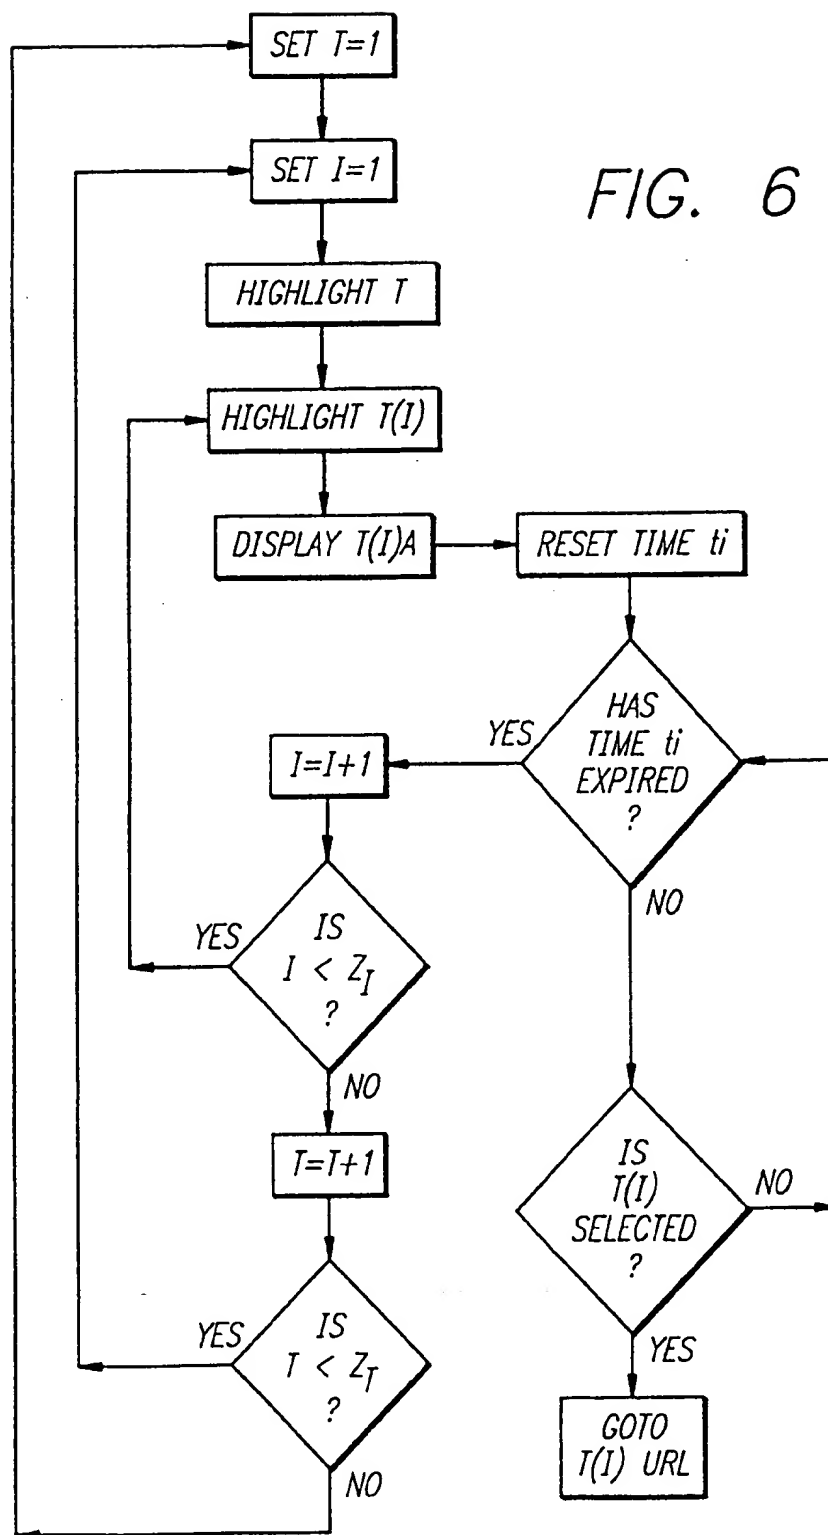 SET T=1
SET I=1
FIG. 6
HIGHLIGHT T
HIGHLIGHT T(I)
DISPLAY T(I)A
RESET TIME ti
HAS
TIME ti
EXPIRED
?
YES
NO
I=I+1
IS
I < Z_I
?
YES
NO
T=T+1
IS
T(I)
SELECTED
?
NO
YES
IS
T < Z_T
?
YES
NO
GOTO
T(I) URL